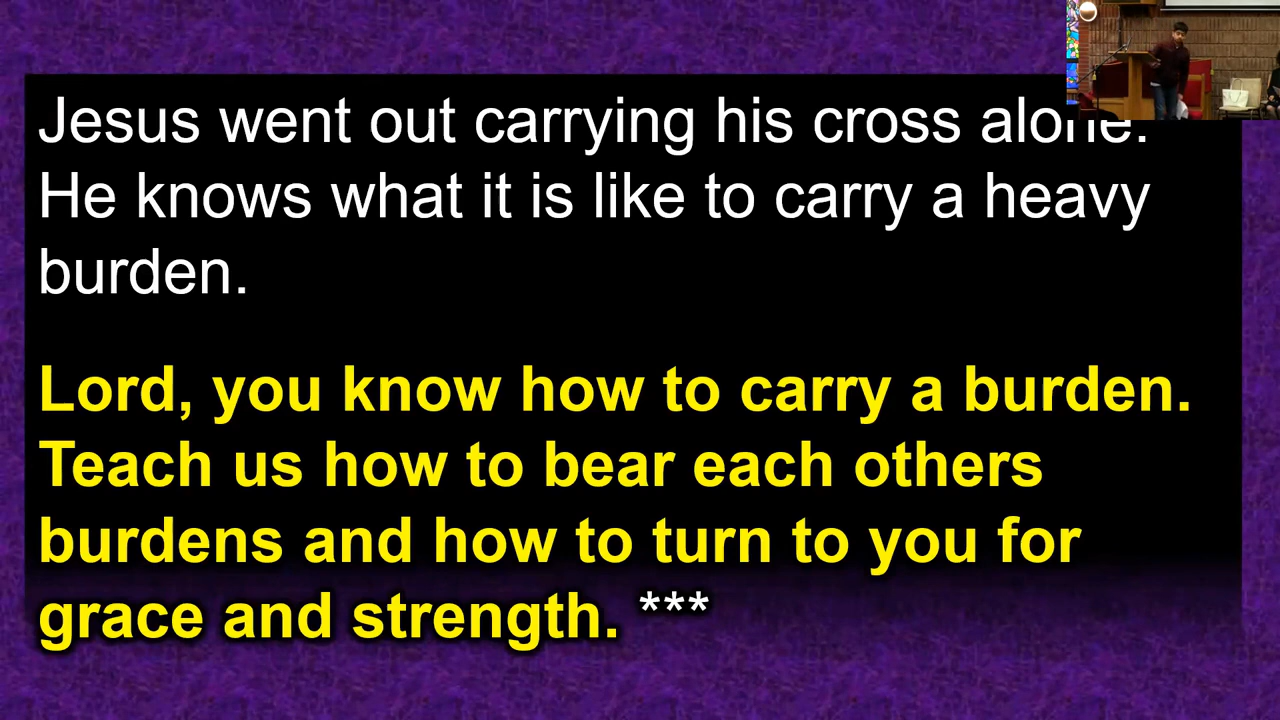 Jesus went out carrying his cross alone.
He knows what it is like to carry a heavy
burden.
Lord, you know how to carry a burden.
Teach us how to bear each others
burdens and how to turn to you for
grace and strength. ***